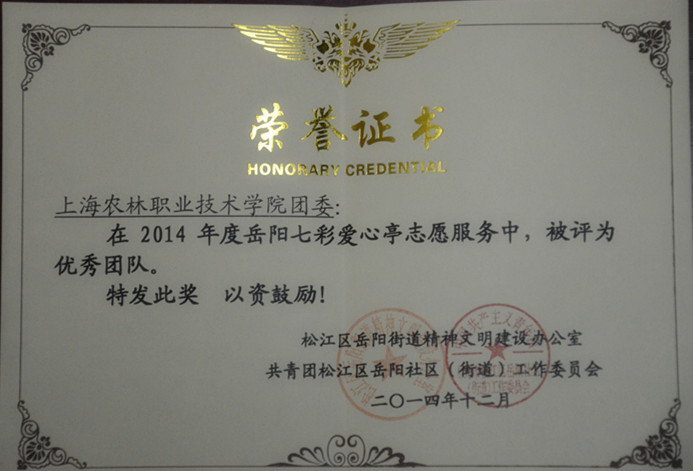 荣誉证书
HONORARY CREDENTIAL
上海农林职业技术学院团委:
在 2014 年度岳阳七彩爱心亭志愿服务中，被评为
优秀团队。
特发此奖 以资鼓励!
松江区岳阳街道精神文明建设办公室
共青团松江区岳阳社区（街道）工作委员会
二〇一四年十二月